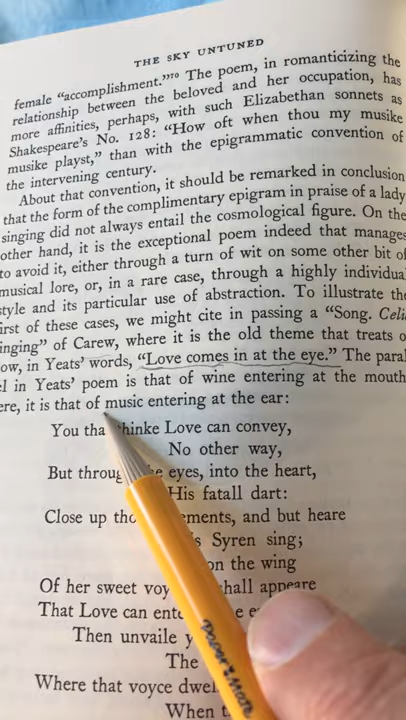 THE SKY UNTUNED
female “accomplishment.”⁷⁰ The poem, in romanticizing the
relationship between the beloved and her occupation, has
more affinities, perhaps, with such Elizabethan sonnets as
Shakespeare's No. 128: “How oft when thou my musike
musike playst,” than with the epigrammatic convention of
the intervening century.
About that convention, it should be remarked in conclusion
that the form of the complimentary epigram in praise of a lady
singing did not always entail the cosmological figure. On the
other hand, it is the exceptional poem indeed that manages
to avoid it, either through a turn of wit on some other bit of
musical lore, or, in a rare case, through a highly individua
style and its particular use of abstraction. To illustrate the
irst of these cases, we might cite in passing a “Song. Celi
inging” of Carew, where it is the old theme that treats o
ow, in Yeats' words, “Love comes in at the eye.” The paral
el in Yeats' poem is that of wine entering at the mouth
ere, it is that of music entering at the ear:
You tha thinke Love can convey,
No other way,
But throug e eyes, into the heart,
His fatall dart:
Close up tho ements, and but heare
s Syren sing;
on the wing
Of her sweet voy shall appeare
That Love can ent e e
Then unvaile y
The
Where that voyce dwel
When t
Paper Mate